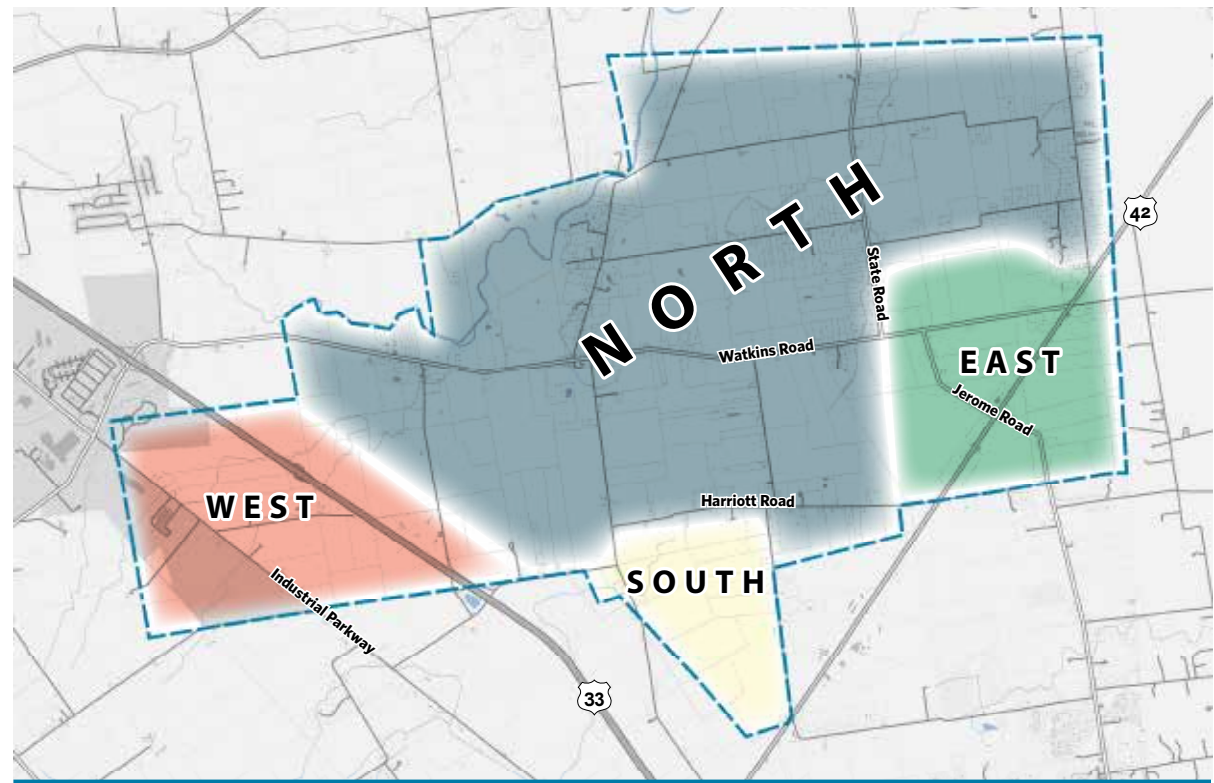 NORTH
42
State Road
Watkins Road
EAST
Jerome Road
WEST
Harriott Road
SOUTH
Industrial Parkway
33